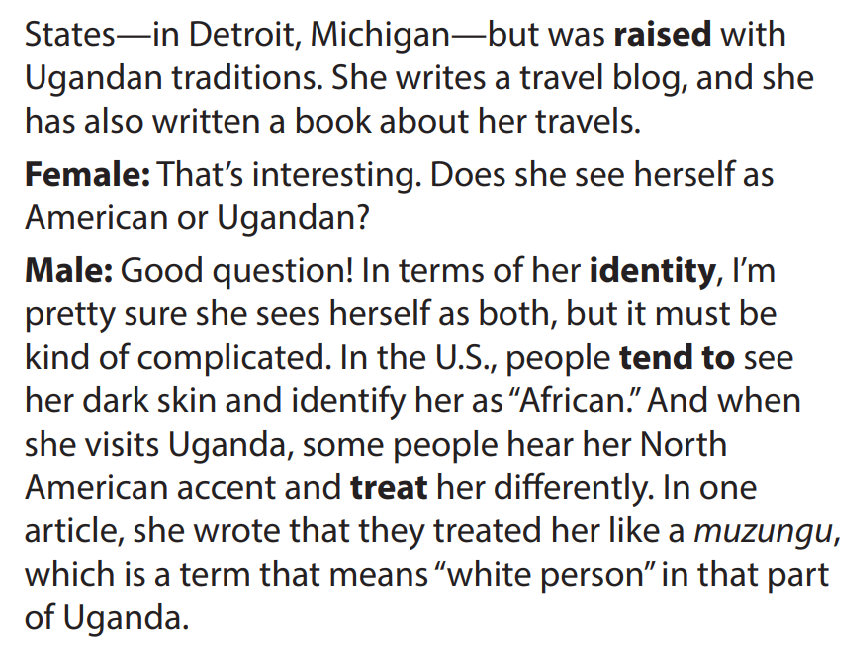 States—in Detroit, Michigan—but was raised with
Ugandan traditions. She writes a travel blog, and she
has also written a book about her travels.
Female: That's interesting. Does she see herself as
American or Ugandan?
Male: Good question! In terms of her identity, I'm
pretty sure she sees herself as both, but it must be
kind of complicated. In the U.S., people tend to see
her dark skin and identify her as “African.” And when
she visits Uganda, some people hear her North
American accent and treat her differently. In one
article, she wrote that they treated her like a muzungu,
which is a term that means “white person” in that part
of Uganda.